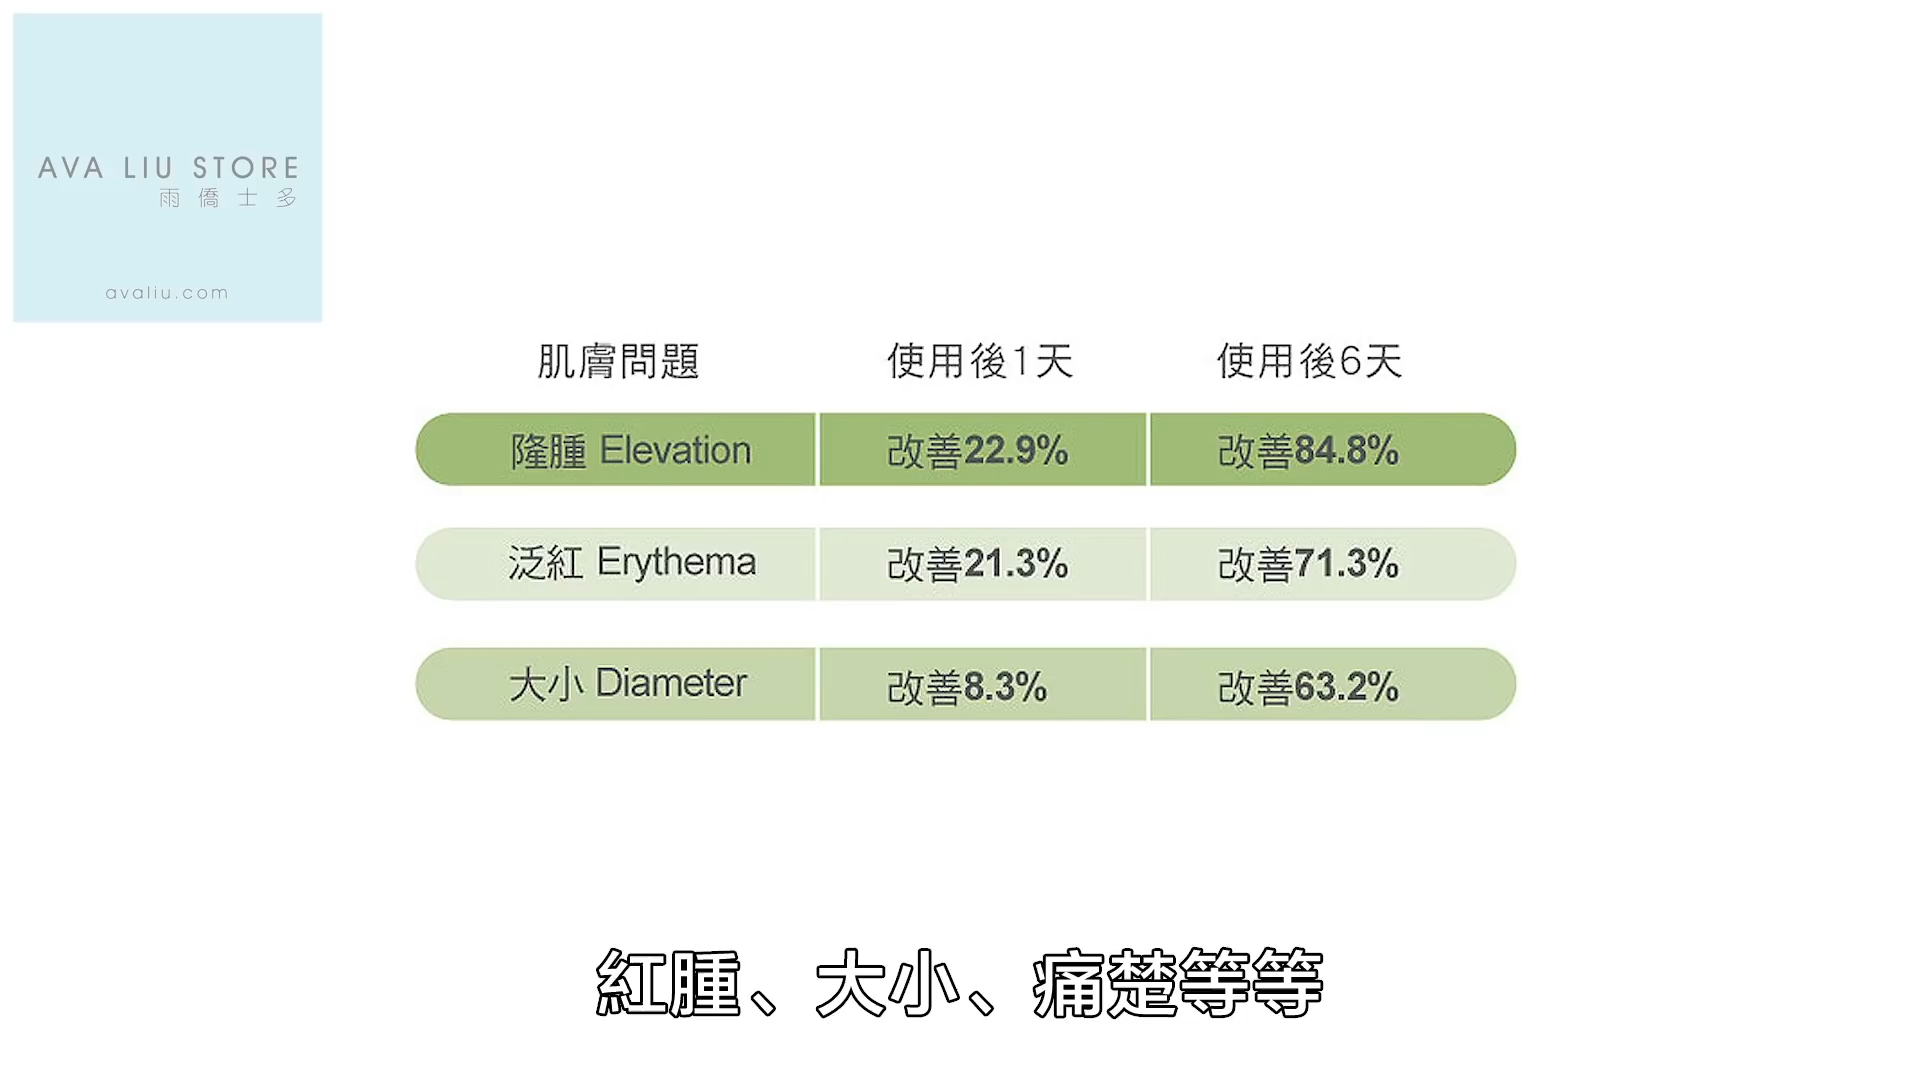 AVA LIU STORE
雨僑士多
avaliu.com
肌膚問題 使用後1天 使用後6天
隆腫 Elevation 改善22.9% 改善84.8%
泛紅 Erythema 改善21.3% 改善71.3%
大小 Diameter 改善8.3% 改善63.2%
紅腫、大小、痛楚等等